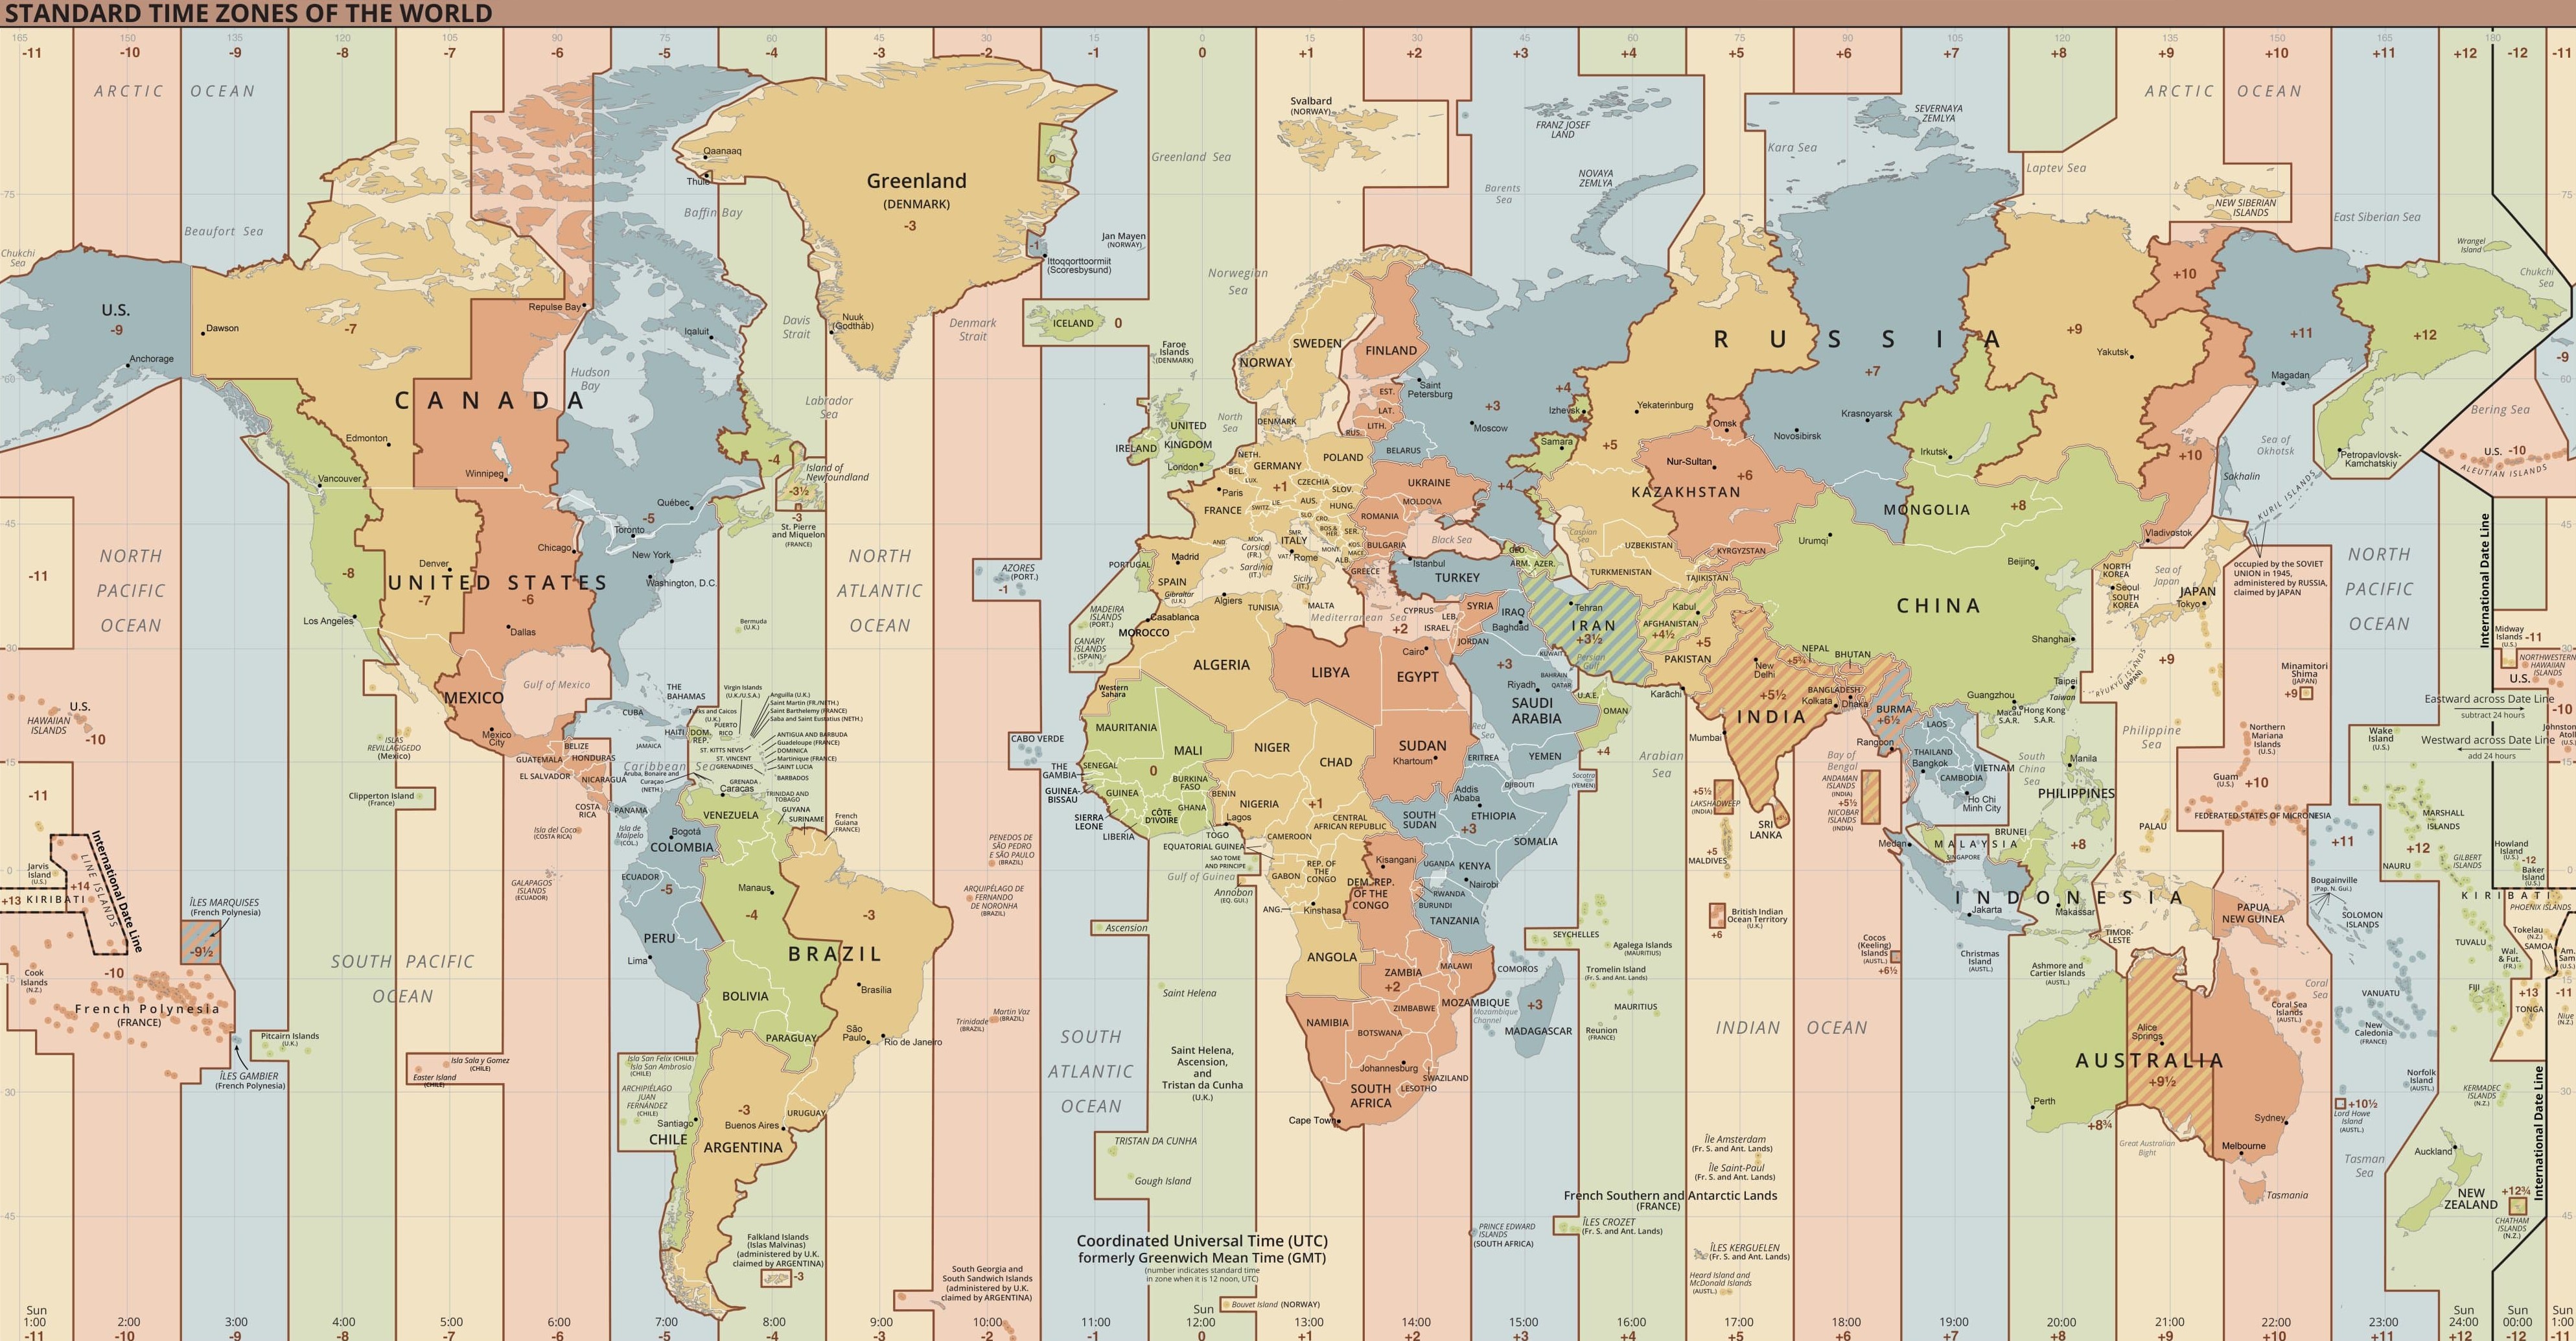 STANDARD TIME ZONES OF THE WORLD
165 150 135 120 105 90 75 60 45 30 15 0 15 30 45 60 75 90 105 120 135 150 165 180
-11 -10 -9 -8 -7 -6 -5 -4 -3 -2 -1 0 +1 +2 +3 +4 +5 +6 +7 +8 +9 +10 +11 +12 -12 -11
ARCTIC OCEAN
ARCTIC OCEAN
Chukchi
Sea
Beaufort Sea
Baffin Bay
Qaanaaq
Thule
Greenland
(DENMARK)
-3
0
-1
Ittoqqortoormiit
(Scoresbysund)
Nuuk
(Godthåb)
Davis
Strait
Denmark
Strait
Labrador
Sea
Hudson
Bay
Greenland Sea
Norwegian
Sea
Jan Mayen
(NORWAY)
Svalbard
(NORWAY)
Barents
Sea
FRANZ JOSEF
LAND
NOVAYA
ZEMLYA
SEVERNAYA
ZEMLYA
Kara Sea
Laptev Sea
NEW SIBERIAN
ISLANDS
East Siberian Sea
Wrangel
Island
Chukchi
Sea
Bering Sea
U.S.
-9
Anchorage
Dawson
-7
CANADA
Repulse Bay
Iqaluit
Edmonton
Winnipeg
Vancouver
Québec
Toronto
-5
-4
-3½
Island of
Newfoundland
-3
St. Pierre
and Miquelon
(FRANCE)
UNITED STATES
-8
-7
-6
Denver
Chicago
New York
Washington, D.C.
Los Angeles
Dallas
Bermuda
(U.K.)
NORTH
PACIFIC
OCEAN
-11
U.S.
HAWAIIAN
ISLANDS
-10
-11
MEXICO
Mexico
City
Gulf of Mexico
ISLAS
REVILLAGIGEDO
(Mexico)
Clipperton Island
(France)
BELIZE
GUATEMALA
HONDURAS
EL SALVADOR
NICARAGUA
COSTA
RICA
PANAMA
Isla del Coco
(COSTA RICA)
Isla de
Malpelo
(COL.)
GALAPAGOS
ISLANDS
(ECUADOR)
THE
BAHAMAS
CUBA
JAMAICA
HAITI
DOM.
REP.
PUERTO
RICO
Turks and Caicos
(U.K.)
Virgin Islands
(U.K./U.S.A.)
Anguilla (U.K.)
Saint Martin (FR./NETH.)
Saint Barthelemy (FRANCE)
Saba and Saint Eustatius (NETH.)
ANTIGUA AND BARBUDA
Guadeloupe (FRANCE)
DOMINICA
Martinique (FRANCE)
SAINT LUCIA
BARBADOS
ST. KITTS NEVIS
ST. VINCENT
GRENADINES
GRENADA
TRINIDAD AND
TOBAGO
Caribbean Sea
Aruba, Bonaire and
Curaçao
(NETH.)
Caracas
VENEZUELA
GUYANA
SURINAME
French
Guiana
(FRANCE)
Bogotá
COLOMBIA
ECUADOR
-5
PERU
Lima
Manaus
-4
-3
BRAZIL
Brasília
BOLIVIA
PARAGUAY
São
Paulo
Rio de Janeiro
-3
URUGUAY
Buenos Aires
ARGENTINA
CHILE
Santiago
Isla San Felix (CHILE)
Isla San Ambrosio
(CHILE)
ARCHIPIÉLAGO
JUAN
FERNÁNDEZ
(CHILE)
Isla Sala y Gomez
(CHILE)
Easter Island
(CHILE)
Pitcairn Islands
(U.K.)
SOUTH PACIFIC
OCEAN
ÎLES MARQUISES
(French Polynesia)
-9½
ÎLES GAMBIER
(French Polynesia)
French Polynesia
(FRANCE)
-10
Cook
Islands
(N.Z.)
Jarvis
Island
(U.S.)
LINE ISLANDS
+14
+13 KIRIBATI
International Date Line
Falkland Islands
(Islas Malvinas)
(administered by U.K.
claimed by ARGENTINA)
-3
South Georgia and
South Sandwich Islands
(administered by U.K.
claimed by ARGENTINA)
NORTH
ATLANTIC
OCEAN
AZORES
(PORT.)
-1
MADEIRA
ISLANDS
(PORT.)
CANARY
ISLANDS
(SPAIN)
CABO VERDE
PENEDOS DE
SÃO PEDRO
E SÃO PAULO
(BRAZIL)
ARQUIPÉLAGO DE
FERNANDO
DE NORONHA
(BRAZIL)
Martin Vaz
(BRAZIL)
Trinidade
(BRAZIL)
SOUTH
ATLANTIC
OCEAN
Ascension
Saint Helena
Saint Helena,
Ascension,
and
Tristan da Cunha
(U.K.)
TRISTAN DA CUNHA
Gough Island
Bouvet Island (NORWAY)
Coordinated Universal Time (UTC)
formerly Greenwich Mean Time (GMT)
(number indicates standard time
in zone when it is 12 noon, UTC)
ICELAND
0
Faroe
Islands
(DENMARK)
IRELAND
UNITED
KINGDOM
London
North
Sea
NORWAY
SWEDEN
FINLAND
EST.
LAT.
LITH.
RUS.
DENMARK
NETH.
BEL.
LUX.
GERMANY
POLAND
BELARUS
+1
CZECHIA
SLOV.
Paris
FRANCE
SWITZ.
LIE.
AUS.
HUNG.
SLO.
CRO.
BOS.&
HER.
SER.
ROMANIA
MOLDOVA
UKRAINE
BULGARIA
MONT.
KOS.
MACE.
ALB.
GREECE
ITALY
SMR.
VAT.
Rome
MON.
Corsica
(FR.)
Sardinia
(IT.)
Sicily
(IT.)
AND.
Madrid
SPAIN
PORTUGAL
Gibraltar
(U.K.)
MALTA
Mediterranean Sea
Black Sea
Istanbul
TURKEY
CYPRUS
LEB.
ISRAEL
SYRIA
JORDAN
IRAQ
Baghdad
Tehran
IRAN
+3½
Persian
Gulf
KUWAIT
BAHRAIN
QATAR
U.A.E.
OMAN
+4
+3
Riyadh
SAUDI
ARABIA
YEMEN
Socotra
(YEMEN)
Red
Sea
GEO.
ARM. AZER.
Caspian
Sea
Casablanca
MOROCCO
Algiers
TUNISIA
ALGERIA
LIBYA
EGYPT
Cairo
+2
Western
Sahara
MAURITANIA
MALI
NIGER
CHAD
SUDAN
Khartoum
ERITREA
DJIBOUTI
SENEGAL
THE
GAMBIA
GUINEA-
BISSAU
GUINEA
SIERRA
LEONE
LIBERIA
CÔTE
D'IVOIRE
BURKINA
FASO
GHANA
TOGO
BENIN
NIGERIA
Lagos
0
+1
CAMEROON
CENTRAL
AFRICAN REPUBLIC
SOUTH
SUDAN
Addis
Ababa
ETHIOPIA
SOMALIA
+3
EQUATORIAL GUINEA
SAO TOME
AND PRINCIPE
Gulf of Guinea
Annobon
(EQ. GUI.)
GABON
REP. OF
THE
CONGO
Kisangani
DEM. REP.
OF THE
CONGO
Kinshasa
ANG.
UGANDA
KENYA
Nairobi
RWANDA
BURUNDI
TANZANIA
ANGOLA
ZAMBIA
+2
MALAWI
MOZAMBIQUE
Mozambique
Channel
ZIMBABWE
NAMIBIA
BOTSWANA
Johannesburg
SWAZILAND
LESOTHO
SOUTH
AFRICA
Cape Town
COMOROS
MADAGASCAR
+3
SEYCHELLES
Agalega Islands
(MAURITIUS)
Tromelin Island
(Fr. S. and Ant. Lands)
MAURITIUS
Reunion
(FRANCE)
PRINCE EDWARD
ISLANDS
(SOUTH AFRICA)
ÎLES CROZET
(Fr. S. and Ant. Lands)
French Southern and Antarctic Lands
(FRANCE)
Île Amsterdam
(Fr. S. and Ant. Lands)
Île Saint-Paul
(Fr. S. and Ant. Lands)
ÎLES KERGUELEN
(Fr. S. and Ant. Lands)
Heard Island and
McDonald Islands
(AUSTL.)
INDIAN OCEAN
British Indian
Ocean Territory
(U.K.)
+6
RUSSIA
Saint
Petersburg
Moscow
+3
+4
Izhevsk
Samara
+4
Yekaterinburg
+5
Omsk
Novosibirsk
Krasnoyarsk
+7
Irkutsk
+9
Yakutsk
+10
+11
Magadan
+12
Petropavlovsk-
Kamchatskiy
+10
Sea of
Okhotsk
Sakhalin
KURIL ISLANDS
Vladivostok
Nur-Sultan
+6
KAZAKHSTAN
UZBEKISTAN
TURKMENISTAN
KYRGYZSTAN
TAJIKISTAN
Kabul
AFGHANISTAN
+4½
+5
PAKISTAN
Karāchi
Arabian
Sea
New
Delhi
NEPAL
+5¾
BHUTAN
+5½
INDIA
Mumbai
Kolkata
BANGLADESH
Dhaka
BURMA
+6½
Rangoon
Bay of
Bengal
ANDAMAN
ISLANDS
(INDIA)
+5½
NICOBAR
ISLANDS
(INDIA)
+5½
LAKSHADWEEP
(INDIA)
+5
MALDIVES
SRI
LANKA
MONGOLIA
+8
Urumqi
CHINA
Beijing
Shanghai
Guangzhou
Macau
S.A.R.
Hong Kong
S.A.R.
Taipei
Taiwan
NORTH
KOREA
Seoul
SOUTH
KOREA
Sea of
Japan
JAPAN
Tokyo
+9
RYUKYU ISLANDS
(JAPAN)
occupied by the SOVIET
UNION in 1945,
administered by RUSSIA,
claimed by JAPAN
Minamitori
Shima
(JAPAN)
+9
LAOS
THAILAND
Bangkok
VIETNAM
CAMBODIA
Ho Chi
Minh City
South
China
Sea
Manila
PHILIPPINES
Philippine
Sea
BRUNEI
MALAYSIA
SINGAPORE
Medan
+8
INDONESIA
Jakarta
Makassar
TIMOR-
LESTE
PALAU
Northern
Mariana
Islands
(U.S.)
Guam
(U.S.)
+10
FEDERATED STATES OF MICRONESIA
+11
PAPUA
NEW GUINEA
Bougainville
(Pap. N. Gui.)
SOLOMON
ISLANDS
Cocos
(Keeling)
Islands
(AUSTL.)
+6½
Christmas
Island
(AUSTL.)
Ashmore and
Cartier Islands
(AUSTL.)
Coral
Sea
Coral Sea
Islands
(AUSTL.)
Alice
Springs
AUSTRALIA
+9½
Perth
+8¾
Great Australian
Bight
Sydney
Melbourne
Tasmania
Tasman
Sea
+10½
Lord Howe
Island
(AUSTL.)
Norfolk
Island
(AUSTL.)
VANUATU
New
Caledonia
(FRANCE)
FIJI
TUVALU
Wal.
& Fut.
(FR.)
Tokelau
(N.Z.)
SAMOA
Am.
Sam.
(U.S.)
+13
TONGA
-11
Niue
(N.Z.)
KERMADEC
ISLANDS
(N.Z.)
Auckland
NEW
ZEALAND
+12¾
CHATHAM
ISLANDS
(N.Z.)
International Date Line
NORTH
PACIFIC
OCEAN
International Date Line
U.S. -10
ALEUTIAN ISLANDS
-9
Midway
Islands
(U.S.)
-11
NORTHWESTERN
HAWAIIAN
ISLANDS
U.S.
-10
Johnston
Atoll
(U.S.)
Eastward across Date Line
subtract 24 hours
Westward across Date Line
add 24 hours
Wake
Island
(U.S.)
MARSHALL
ISLANDS
+12
NAURU
GILBERT
ISLANDS
Howland
Island
(U.S.)
-12
Baker
Island
(U.S.)
KIRIBATI
PHOENIX ISLANDS
75 60 45 30 15 0 15 30 45
Sun
1:00 2:00 3:00 4:00 5:00 6:00 7:00 8:00 9:00 10:00 11:00
Sun
12:00 13:00 14:00 15:00 16:00 17:00 18:00 19:00 20:00 21:00 22:00 23:00
Sun
24:00
Sun
00:00
Sun
1:00
-11 -10 -9 -8 -7 -6 -5 -4 -3 -2 -1 0 +1 +2 +3 +4 +5 +6 +7 +8 +9 +10 +11 +12 -12 -11